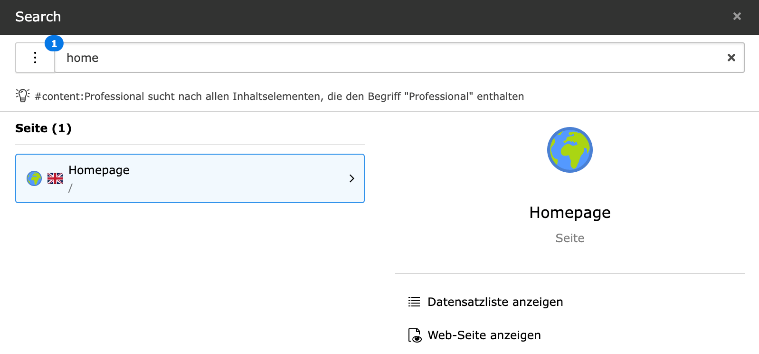 Search
1
home
#content:Professional sucht nach allen Inhaltselementen, die den Begriff "Professional" enthalten
Seite (1)
Homepage
/
Homepage
Seite
Datensatzliste anzeigen
Web-Seite anzeigen